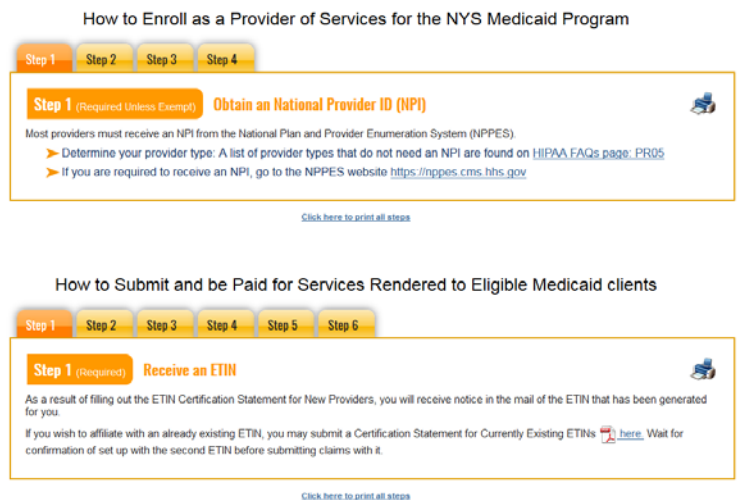 How to Enroll as a Provider of Services for the NYS Medicaid Program
Step 1 Step 2 Step 3 Step 4
Step 1 (Required Unless Exempt) Obtain an National Provider ID (NPI)
Most providers must receive an NPI from the National Plan and Provider Enumeration System (NPPES).
Determine your provider type: A list of provider types that do not need an NPI are found on HIPAA FAQs page: PR05
If you are required to receive an NPI, go to the NPPES website https://nppes.cms.hhs.gov
Click here to print all steps
How to Submit and be Paid for Services Rendered to Eligible Medicaid clients
Step 1 Step 2 Step 3 Step 4 Step 5 Step 6
Step 1 (Required) Receive an ETIN
As a result of filling out the ETIN Certification Statement for New Providers, you will receive notice in the mail of the ETIN that has been generated
for you.
If you wish to affiliate with an already existing ETIN, you may submit a Certification Statement for Currently Existing ETINs here. Wait for
confirmation of set up with the second ETIN before submitting claims with it.
Click here to print all steps